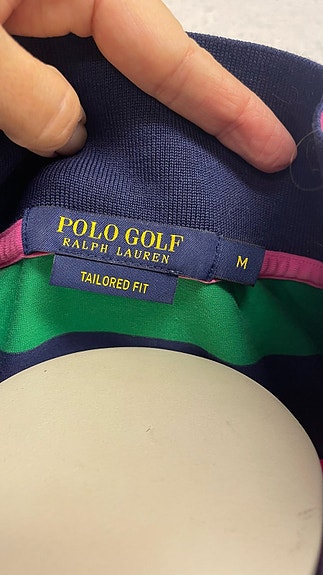 POLO GOLF
RALPH LAUREN
M
TAILORED FIT